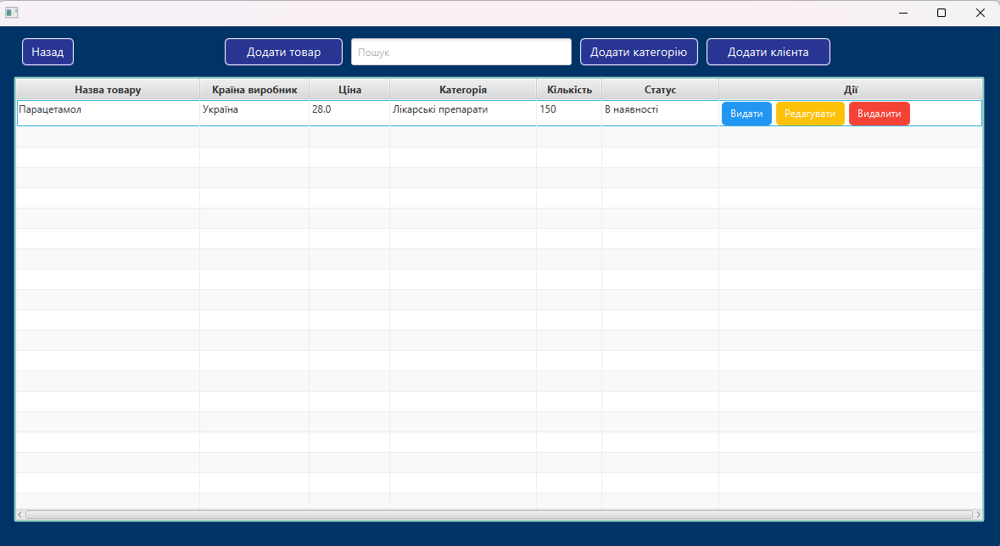 Назад Додати товар Пошук Додати категорію Додати клієнта
Назва товару Країна виробник Ціна Категорія Кількість Статус Дії
Парацетамол Україна 28.0 Лікарські препарати 150 В наявності Видати Редагувати Видалити